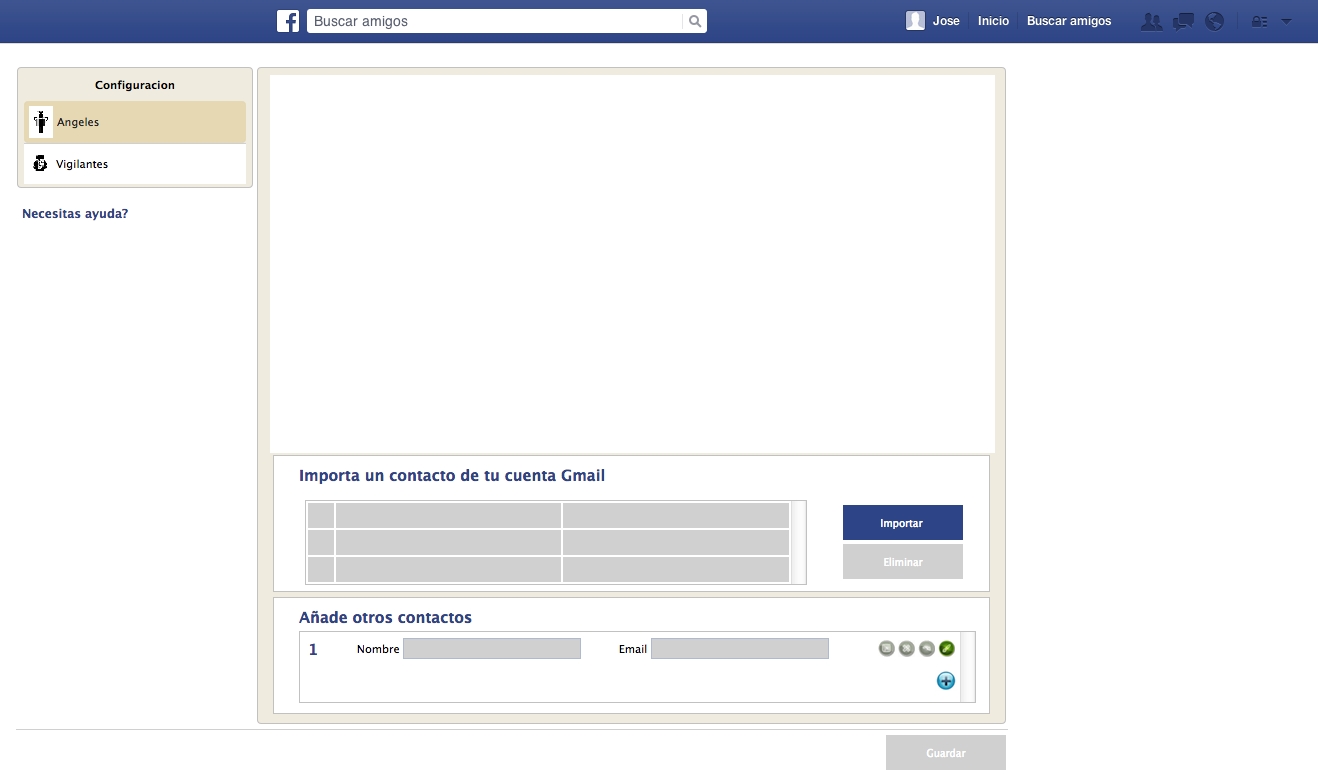 Buscar amigos
Jose Inicio Buscar amigos
Configuracion
Angeles
Vigilantes
Necesitas ayuda?
Importa un contacto de tu cuenta Gmail
Importar
Eliminar
Añade otros contactos
1 Nombre Email
Guardar